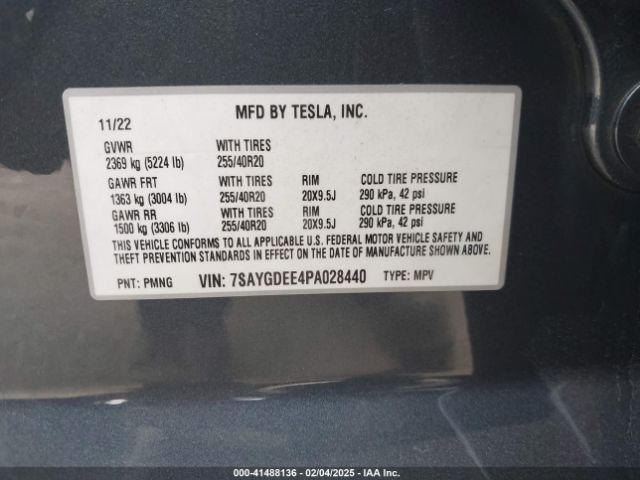 MFD BY TESLA, INC.
11/22
GVWR WITH TIRES
2369 kg (5224 lb) 255/40R20
GAWR FRT WITH TIRES RIM COLD TIRE PRESSURE
1363 kg (3004 lb) 255/40R20 20X9.5J 290 kPa, 42 psi
GAWR RR WITH TIRES RIM COLD TIRE PRESSURE
1500 kg (3306 lb) 255/40R20 20X9.5J 290 kPa, 42 psi
THIS VEHICLE CONFORMS TO ALL APPLICABLE U.S. FEDERAL MOTOR VEHICLE SAFETY AND
THEFT PREVENTION STANDARDS IN EFFECT ON THE DATE OF MANUFACTURE SHOWN ABOVE.
PNT: PMNG VIN: 7SAYGDEE4PA028440 TYPE: MPV
000-41488136 - 02/04/2025 - IAA Inc.